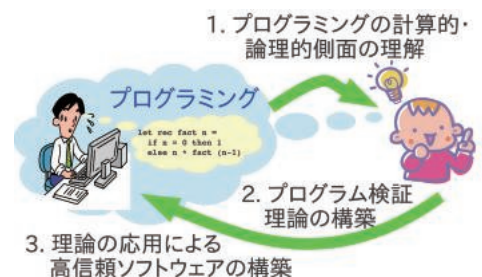 1. プログラミングの計算的・
論理的側面の理解
プログラミング
let rec fact n =
if n = 0 then 1
else n * fact (n-1)
2. プログラム検証
理論の構築
3. 理論の応用による
高信頼ソフトウェアの構築